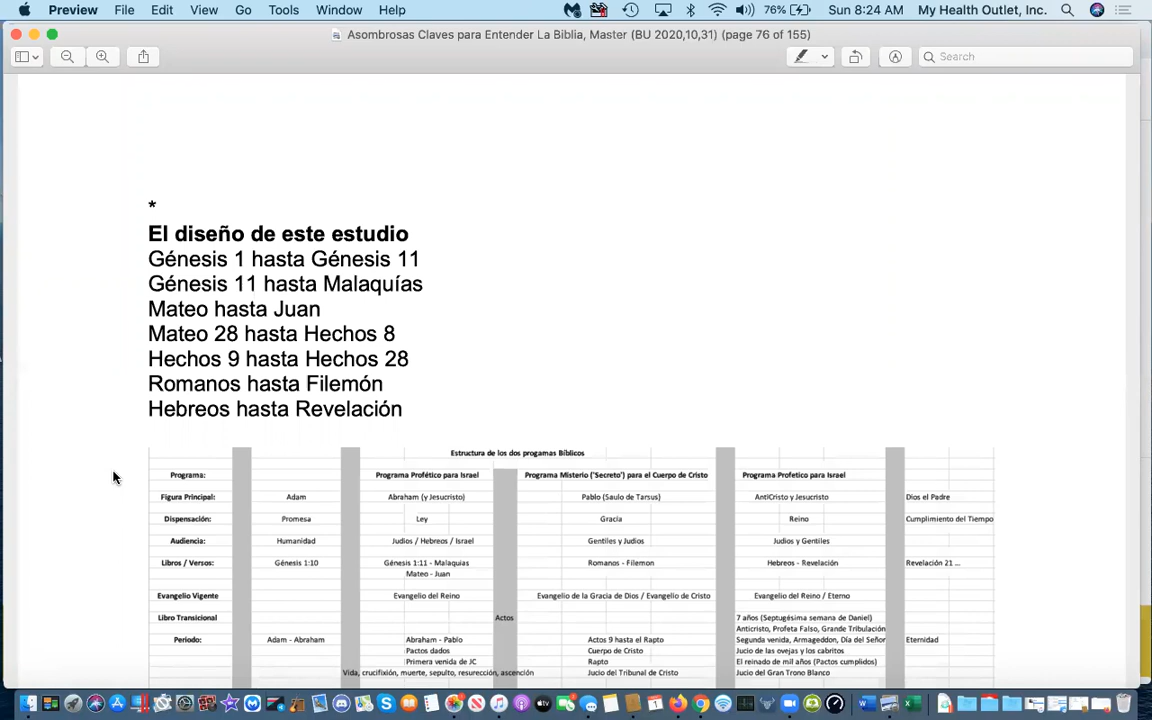 Preview File Edit View Go Tools Window Help 76% Sun 8:24 AM My Health Outlet, Inc.
Asombrosas Claves para Entender La Biblia, Master (BU 2020,10,31) (page 76 of 155)
Search
*
El diseño de este estudio
Génesis 1 hasta Génesis 11
Génesis 11 hasta Malaquías
Mateo hasta Juan
Mateo 28 hasta Hechos 8
Hechos 9 hasta Hechos 28
Romanos hasta Filemón
Hebreos hasta Revelación
Estructura de los dos progamas Bíblicos
Programa: Programa Profético para Israel Programa Misterio ('Secreto') para el Cuerpo de Cristo Programa Profetico para Israel
Figura Principal: Adam Abraham (y Jesucristo) Pablo (Saulo de Tarsus) AntiCristo y Jesucristo Dios el Padre
Dispensación: Promesa Ley Gracia Reino Cumplimiento del Tiempo
Audiencia: Humanidad Judios / Hebreos / Israel Gentiles y Judios Judios y Gentiles
Libros / Versos: Génesis 1:10 Génesis 1:11 - Malaquias Romanos - Filemon Hebreos - Revelación Revelación 21 ...
Mateo - Juan
Evangelio Vigente Evangelio del Reino Evangelio de la Gracia de Dios / Evangelio de Cristo Evangelio del Reino / Eterno
Libro Transicional Actos 7 años (Septugésima semana de Daniel)
Anticristo, Profeta Falso, Grande Tribulación
Periodo: Adam - Abraham Abraham - Pablo Actos 9 hasta el Rapto Segunda venida, Armageddon, Día del Señor Eternidad
Pactos dados Cuerpo de Cristo Jucio de las ovejas y los cabritos
Primera venida de JC Rapto El reinado de mil años (Pactos cumplidos)
Vida, crucifixión, muerte, sepulto, resurección, ascención Jucio del Tribunal de Cristo Jucio del Gran Trono Blanco